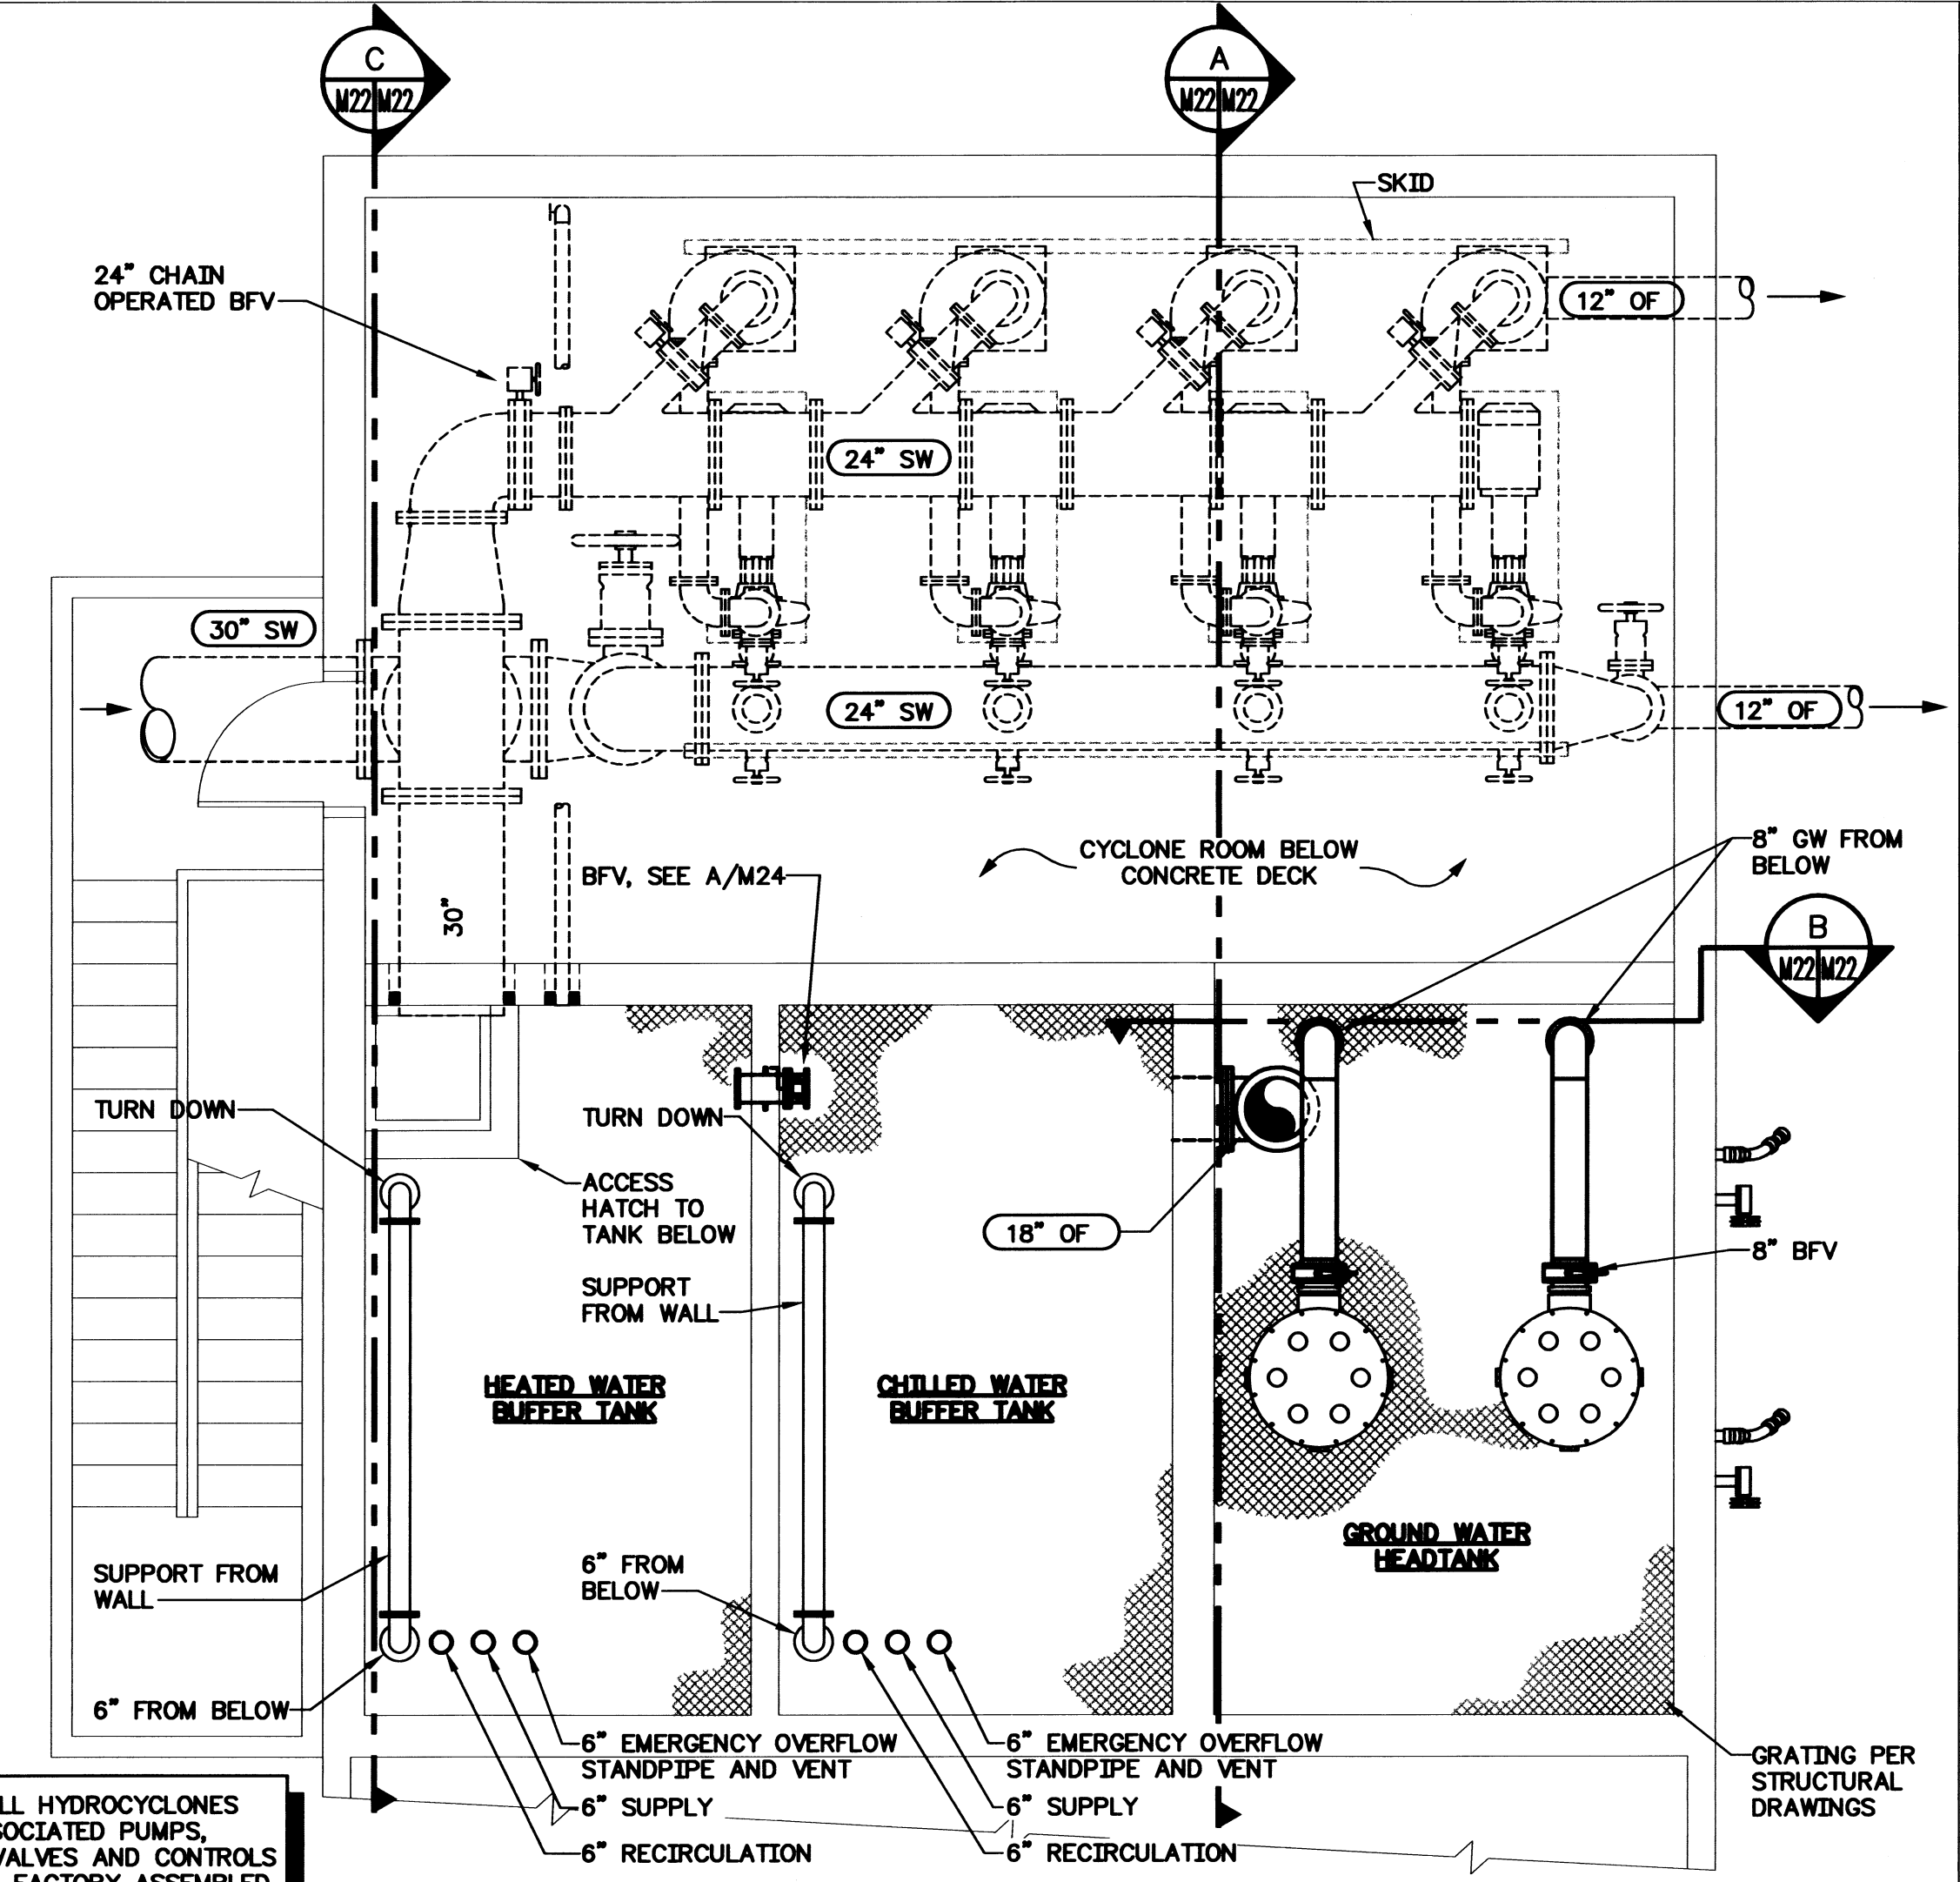 C
M22 M22
A
M22 M22
SKID
24" CHAIN
OPERATED BFV
12" OF
24" SW
30" SW
24" SW
12" OF
CYCLONE ROOM BELOW
CONCRETE DECK
8" GW FROM
BELOW
BFV, SEE A/M24
30"
B
M22 M22
TURN DOWN
TURN DOWN
ACCESS
HATCH TO
TANK BELOW
18" OF
8" BFV
SUPPORT
FROM WALL
HEATED WATER
BUFFER TANK
CHILLED WATER
BUFFER TANK
GROUND WATER
HEADTANK
SUPPORT FROM
WALL
6" FROM
BELOW
6" FROM BELOW
6" EMERGENCY OVERFLOW
STANDPIPE AND VENT
6" SUPPLY
6" RECIRCULATION
6" EMERGENCY OVERFLOW
STANDPIPE AND VENT
6" SUPPLY
6" RECIRCULATION
GRATING PER
STRUCTURAL
DRAWINGS
HYDROCYCLONES
PUMPS,
VALVES AND CONTROLS
FACTORY ASSEMBLED